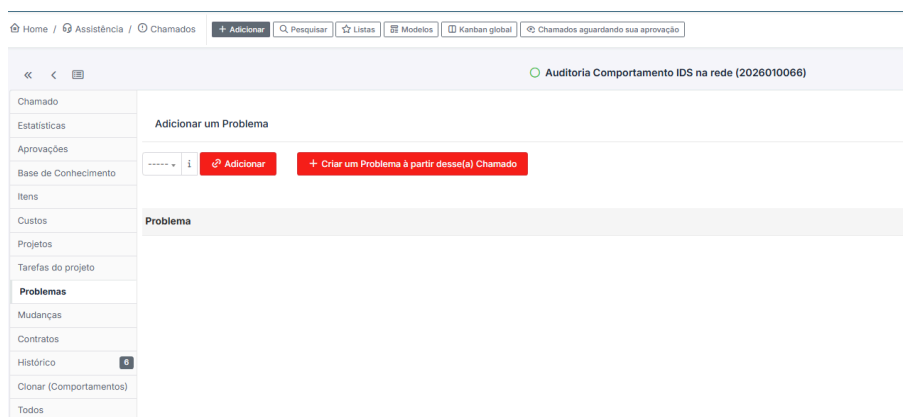 Home / Assistência / Chamados + Adicionar Pesquisar Listas Modelos Kanban global Chamados aguardando sua aprovação
Auditoria Comportamento IDS na rede (2026010066)
Chamado
Estatísticas
Aprovações
Base de Conhecimento
Itens
Custos
Projetos
Tarefas do projeto
Problemas
Mudanças
Contratos
Histórico 6
Clonar (Comportamentos)
Todos
Adicionar um Problema
----- i Adicionar + Criar um Problema à partir desse(a) Chamado
Problema